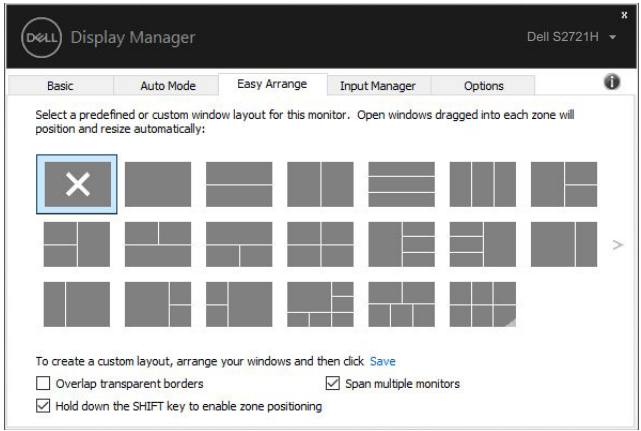 x
DELL Display Manager
Dell S2721H
Basic Auto Mode Easy Arrange Input Manager Options
Select a predefined or custom window layout for this monitor. Open windows dragged into each zone will
position and resize automatically:
To create a custom layout, arrange your windows and then click Save
Overlap transparent borders Span multiple monitors
Hold down the SHIFT key to enable zone positioning